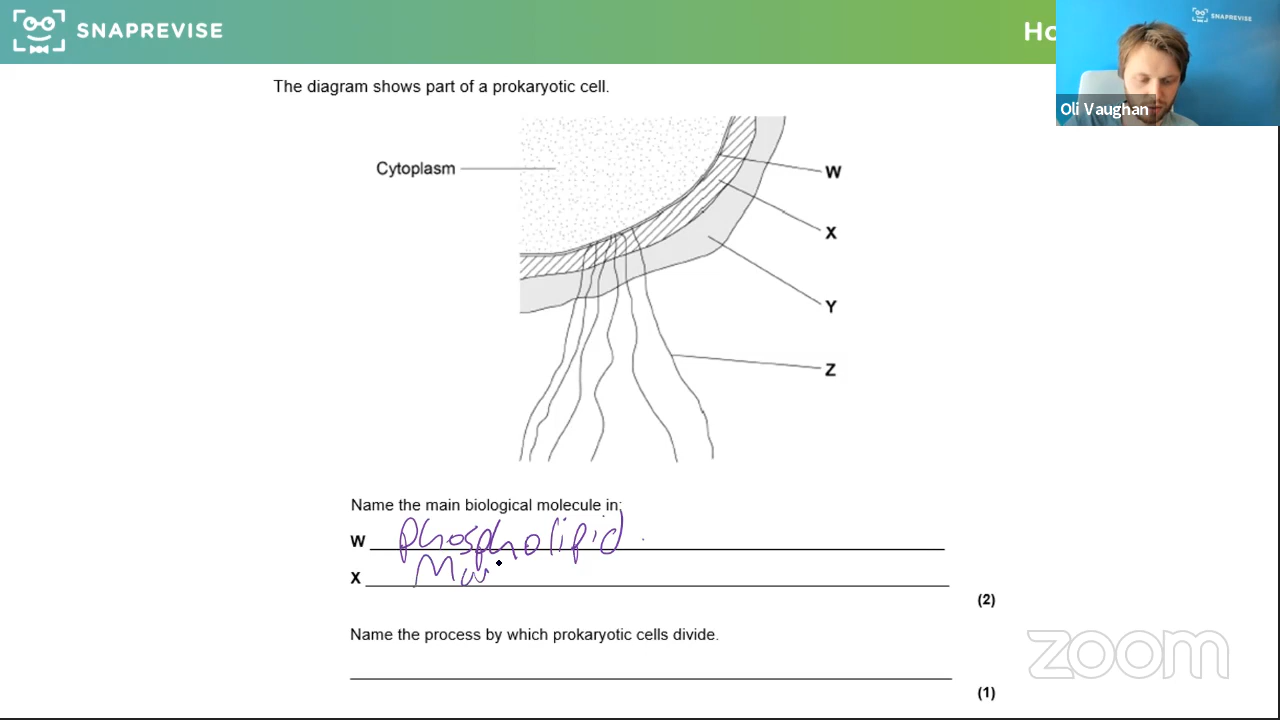 SNAPREVISE
Ho
SNAPREVISE
Oli Vaughan
The diagram shows part of a prokaryotic cell.
Cytoplasm
W
X
Y
Z
Name the main biological molecule in;
W phospholipid
X Mur
(2)
Name the process by which prokaryotic cells divide.
(1)
zoom